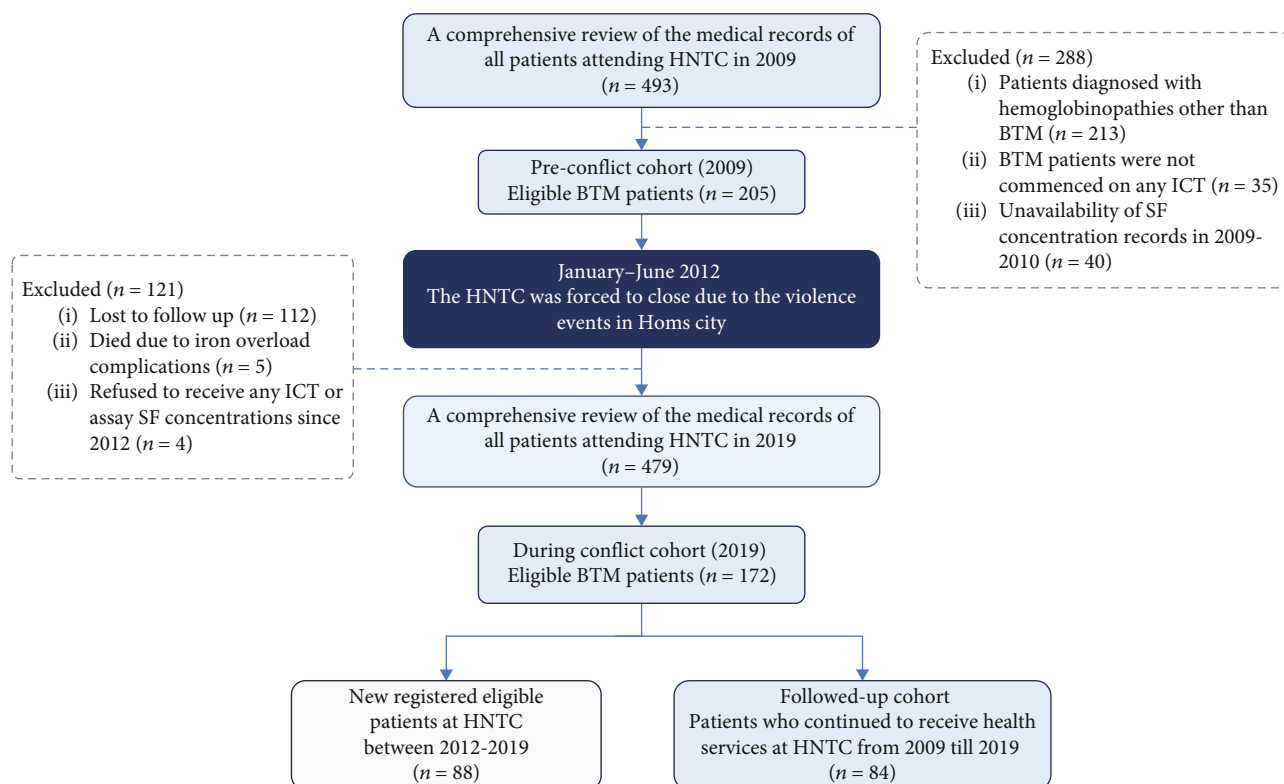 A comprehensive review of the medical records of
all patients attending HNTC in 2009
(n = 493)
Excluded (n = 288)
(i) Patients diagnosed with
hemoglobinopathies other than
BTM (n = 213)
(ii) BTM patients were not
commenced on any ICT (n = 35)
(iii) Unavailability of SF
concentration records in 2009-
2010 (n = 40)
Pre-conflict cohort (2009)
Eligible BTM patients (n = 205)
January–June 2012
The HNTC was forced to close due to the violence
events in Homs city
Excluded (n = 121)
(i) Lost to follow up (n = 112)
(ii) Died due to iron overload
complications (n = 5)
(iii) Refused to receive any ICT or
assay SF concentrations since
2012 (n = 4)
A comprehensive review of the medical records of
all patients attending HNTC in 2019
(n = 479)
During conflict cohort (2019)
Eligible BTM patients (n = 172)
New registered eligible
patients at HNTC
between 2012-2019
(n = 88)
Followed-up cohort
Patients who continued to receive health
services at HNTC from 2009 till 2019
(n = 84)